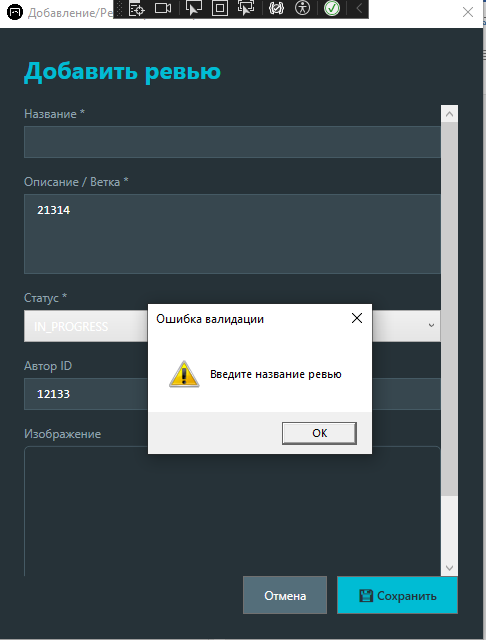 Добавление/Ре
Добавить ревью
Название *
Описание / Ветка *
21314
Статус *
IN_PROGRESS
Ошибка валидации
Введите название ревью
OK
Автор ID
12133
Изображение
Отмена
Сохранить